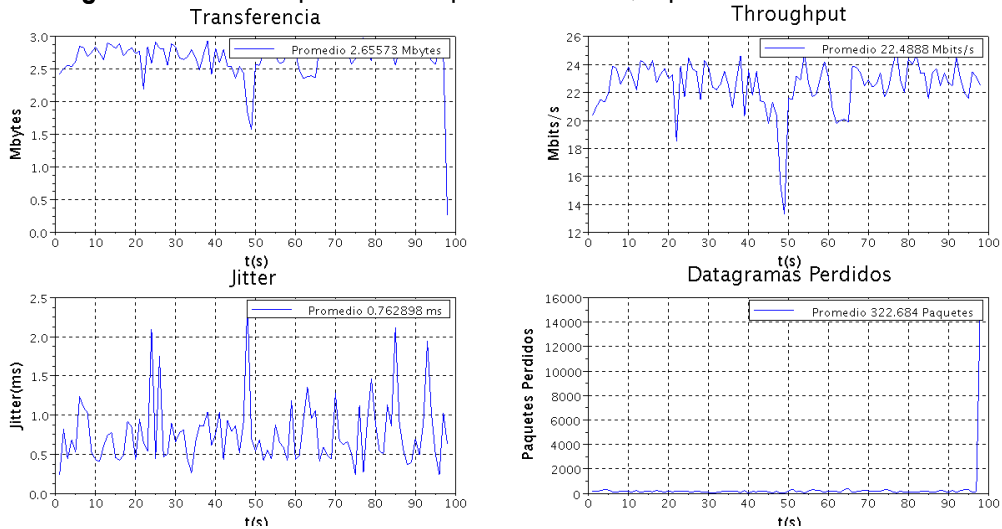 Transferencia
Promedio 2.65573 Mbytes
Mbytes
3.0
2.5
2.0
1.5
1.0
0.5
0.0
0 10 20 30 40 50 60 70 80 90 100
t(s)
Throughput
Promedio 22.4888 Mbits/s
Mbits/s
26
24
22
20
18
16
14
12
0 10 20 30 40 50 60 70 80 90 100
t(s)
Jitter
Promedio 0.762898 ms
Jitter(ms)
2.5
2.0
1.5
1.0
0.5
0.0
0 10 20 30 40 50 60 70 80 90 100
t(s)
Datagramas Perdidos
Promedio 322.684 Paquetes
Paquetes Perdidos
16000
14000
12000
10000
8000
6000
4000
2000
0
0 10 20 30 40 50 60 70 80 90 100
t(s)